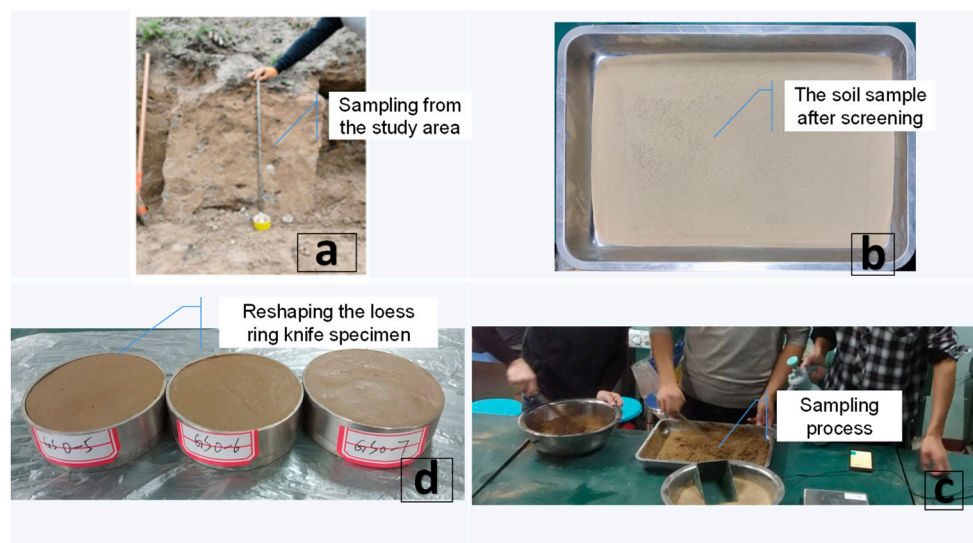 Sampling from
the study area
a
The soil sample
after screening
b
Reshaping the loess
ring knife specimen
GSO-5
GSO-6
GSO-7
d
Sampling
process
c